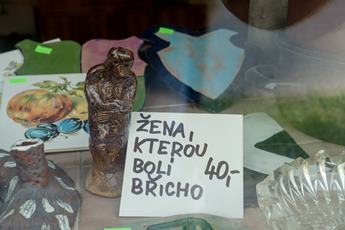 ŽENA,
KTEROU
BOLÍ 40,-
BŘICHO